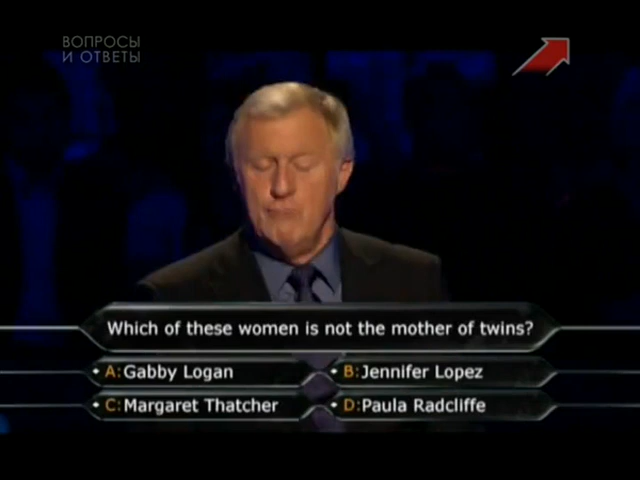 ВОПРОСЫ
И ОТВЕТЫ
Which of these women is not the mother of twins?
A: Gabby Logan
B: Jennifer Lopez
C: Margaret Thatcher
D: Paula Radcliffe